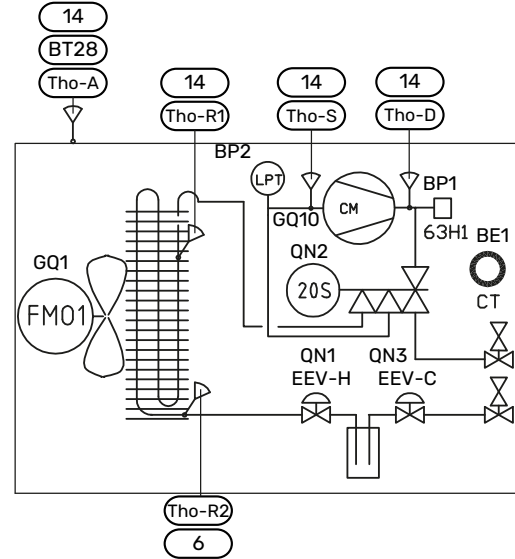 14
BT28
Tho-A
14
Tho-R1
14
Tho-S
14
Tho-D
BP2
LPT
GQ10
CM
BP1
63H1
BE1
CT
GQ1
FM01
QN2
20S
QN1
EEV-H
QN3
EEV-C
Tho-R2
6